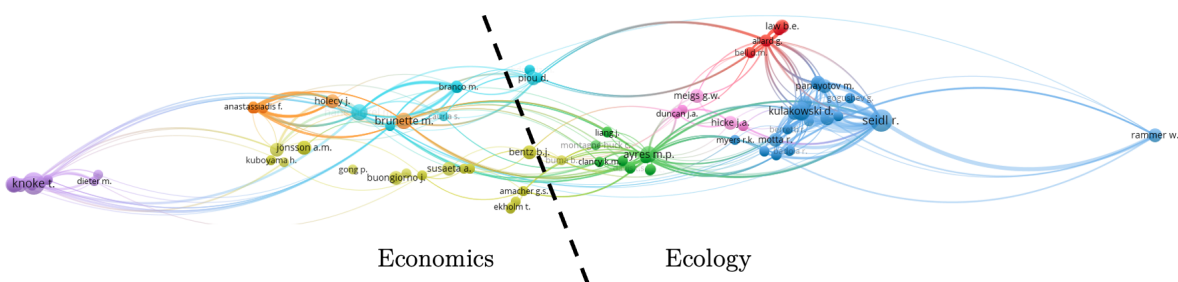 law b.e.
allard g.
bell d.m.
piou d.
branco m.
panayotov m.
meigs g.w.
anastassiadis f.
holecy j.
duncan j.a.
kulakowski d.
seidl r.
brunette m.
hicke j.a.
liang j.
rammer w.
myers r.k.
motta r.
jönsson a.m.
kuboyama h.
bentz b.j.
ayres m.p.
clancy k.m.
gong p.
susaeta a.
buongiorno j.
knoke t.
dieter m.
amacher g.s.
ekholm t.
Economics
Ecology